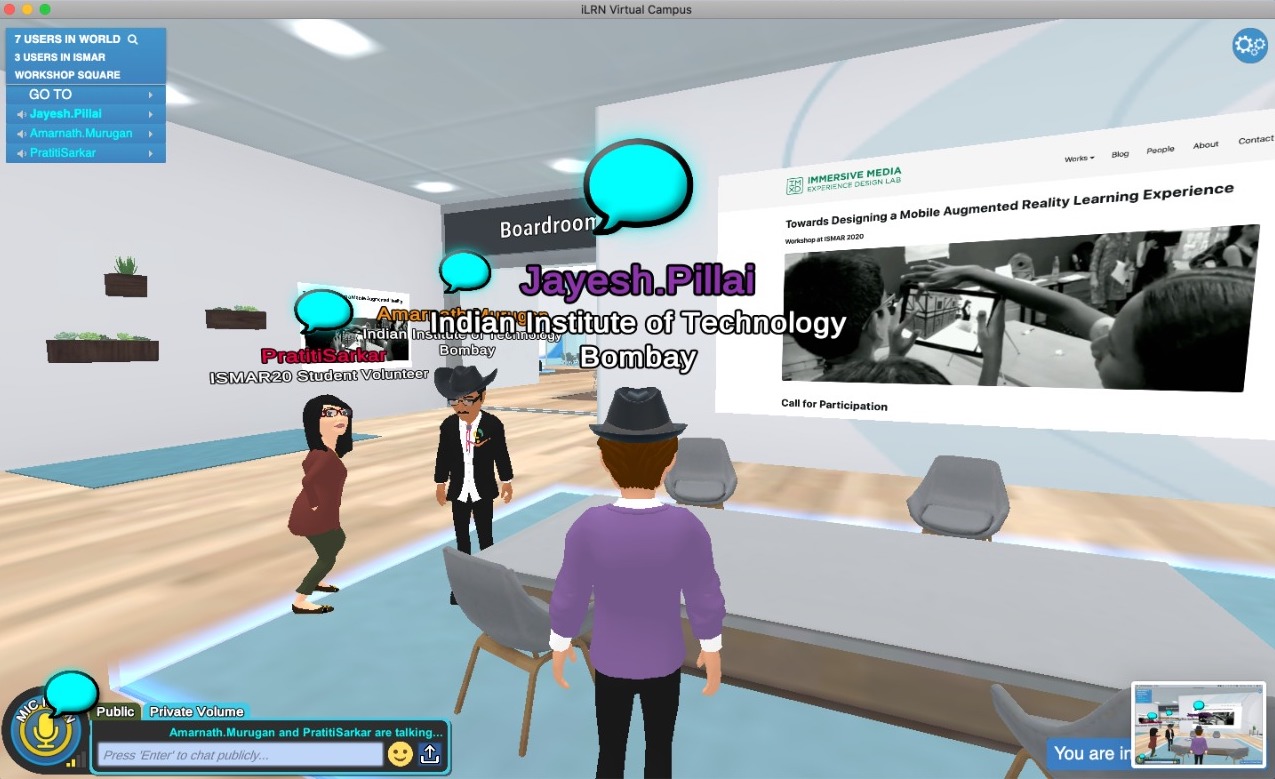 iLRN Virtual Campus
7 USERS IN WORLD
3 USERS IN ISMAR
WORKSHOP SQUARE
GO TO
Jayesh.Pillai
Amarnath.Murugan
PratitiSarkar
Works
Blog
People
About
Contact
IMMERSIVE MEDIA
EXPERIENCE DESIGN LAB
Towards Designing a Mobile Augmented Reality Learning Experience
Workshop at ISMAR 2020
Call for Participation
Boardroom
Jayesh.Pillai
Indian Institute of Technology
Bombay
Amarnath.Murugan
Indian Institute of Technology
Bombay
PratitiSarkar
ISMAR20 Student Volunteer
MIC
Public
Private Volume
Amarnath.Murugan and PratitiSarkar are talking...
Press 'Enter' to chat publicly...
You are in